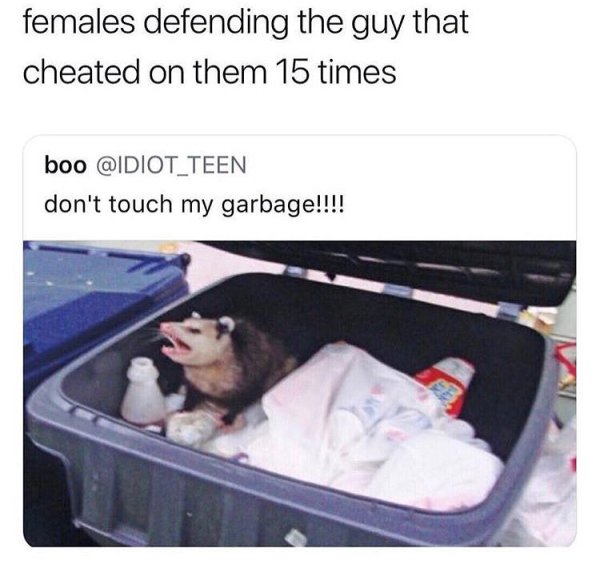 females defending the guy that
cheated on them 15 times
boo @IDIOT_TEEN
don't touch my garbage!!!!